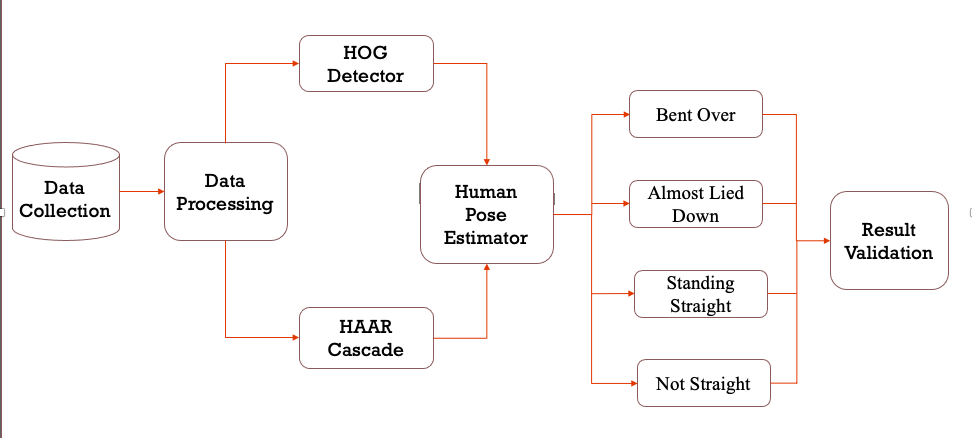 Data
Collection
Data
Processing
HOG
Detector
HAAR
Cascade
Human
Pose
Estimator
Bent Over
Almost Lied
Down
Standing
Straight
Not Straight
Result
Validation